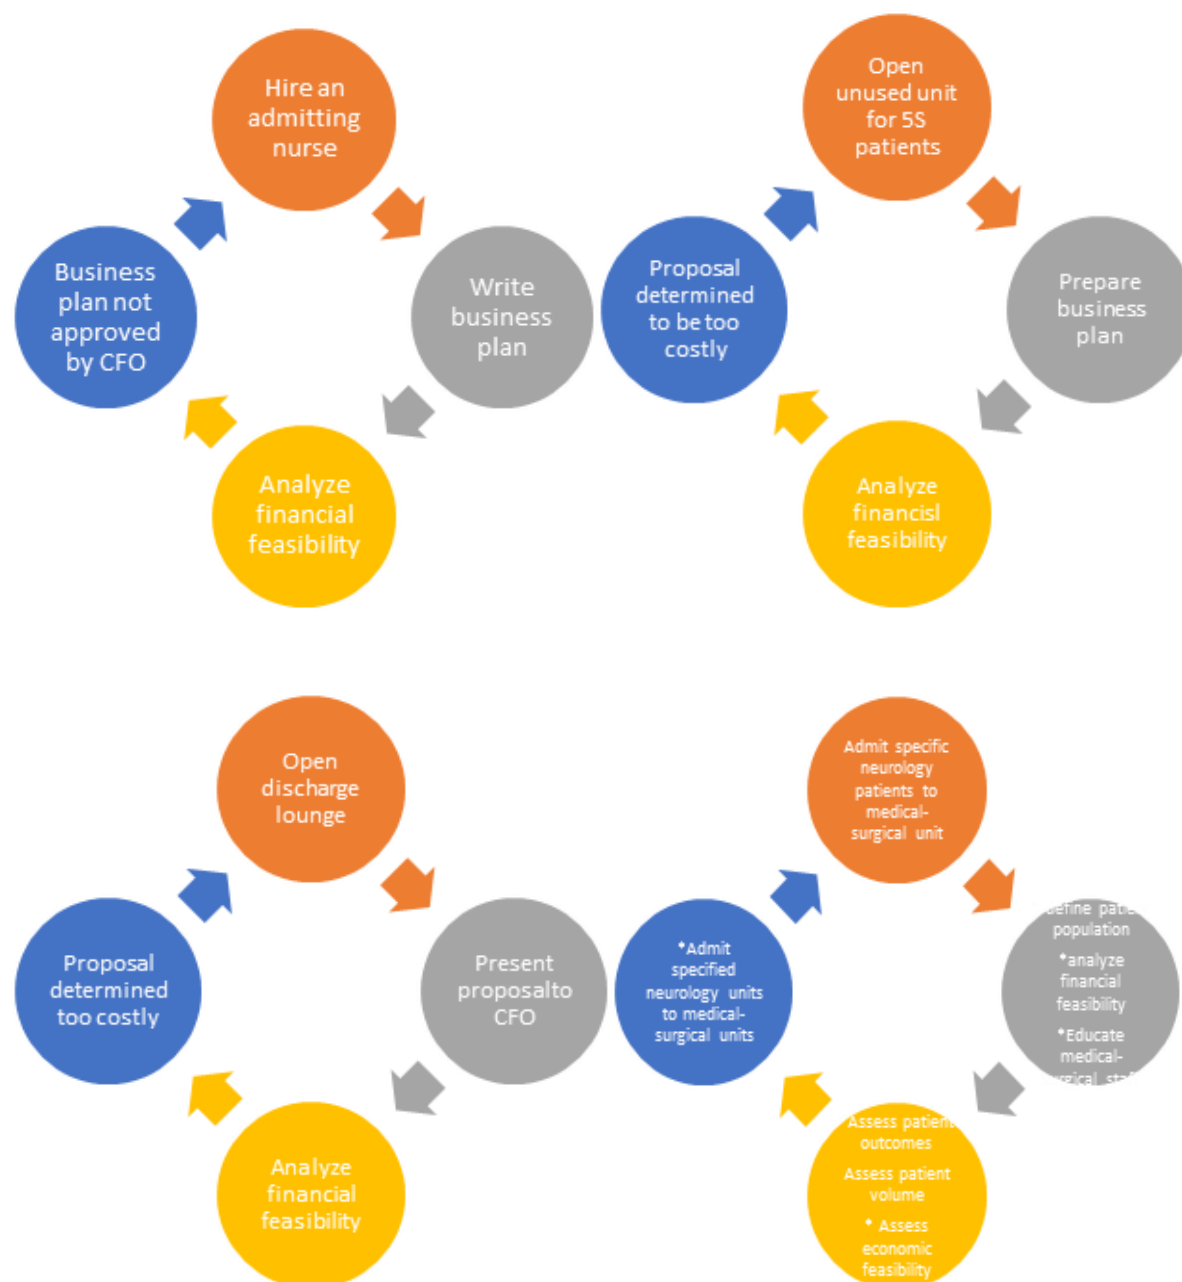 Hire an
admitting
nurse
Business
plan not
approved
by CFO
Write
business
plan
Analyze
financial
feasibility
Open
unused unit
for 5S
patients
Proposal
determined
to be too
costly
Prepare
business
plan
Analyze
financisl
feasibility
Open
discharge
lounge
Proposal
determined
too costly
Present
proposalto
CFO
Analyze
financial
feasibility
Admit specific
neurology
patients to
medical-
surgical unit
*Admit
specified
neurology units
to medical-
surgical units
population
*analyze
financial
feasibility
*Educate
medical-
Assess patient
outcomes
Assess patient
volume
* Assess
economic
feasibility